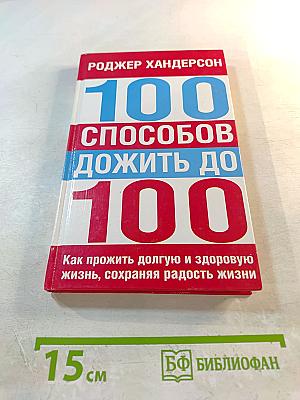 РОДЖЕР ХАНДЕРСОН
100
СПОСОБОВ
ДОЖИТЬ ДО
100
Как прожить долгую и здоровую
жизнь, сохраняя радость жизни
15 см
БФ БИБЛИОФАН